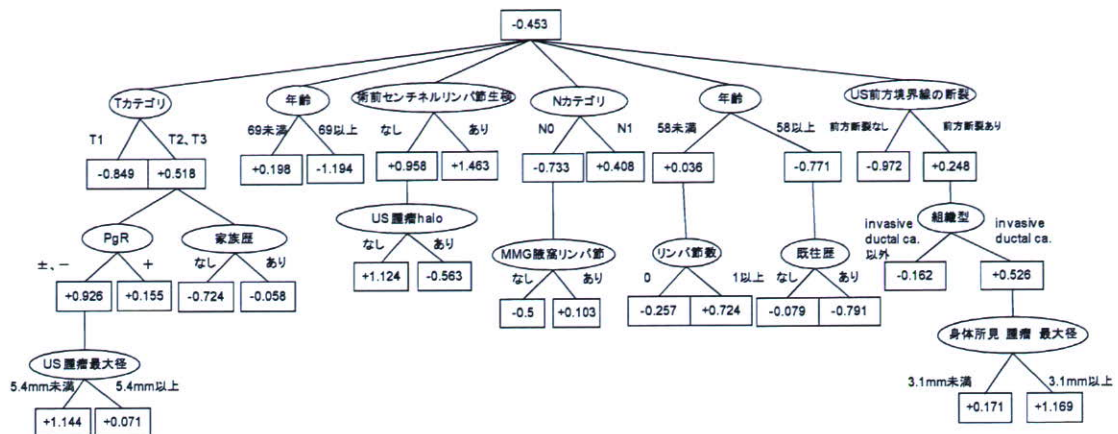 -0.453
Tカテゴリ 年齢 術前センチネルリンパ節生検 Nカテゴリ 年齢 US前方境界線の断裂
T1 T2、T3 69未満 69以上 なし あり N0 N1 58未満 58以上 前方断裂なし 前方断裂あり
-0.849 +0.518 +0.198 -1.194 +0.958 +1.463 -0.733 +0.408 +0.036 -0.771 -0.972 +0.248
US腫瘤halo 組織型
PgR 家族歴 MMG腋窩リンパ節 リンパ節数 既往歴
±、− + なし あり なし あり なし あり 0 1以上 なし あり invasive ductal ca. 以外 invasive ductal ca.
+0.926 +0.155 -0.724 -0.058 +1.124 -0.563 -0.5 +0.103 -0.257 +0.724 -0.079 -0.791 -0.162 +0.526
US腫瘤最大径 身体所見 腫瘤 最大径
5.4mm未満 5.4mm以上 3.1mm未満 3.1mm以上
+1.144 +0.071 +0.171 +1.169